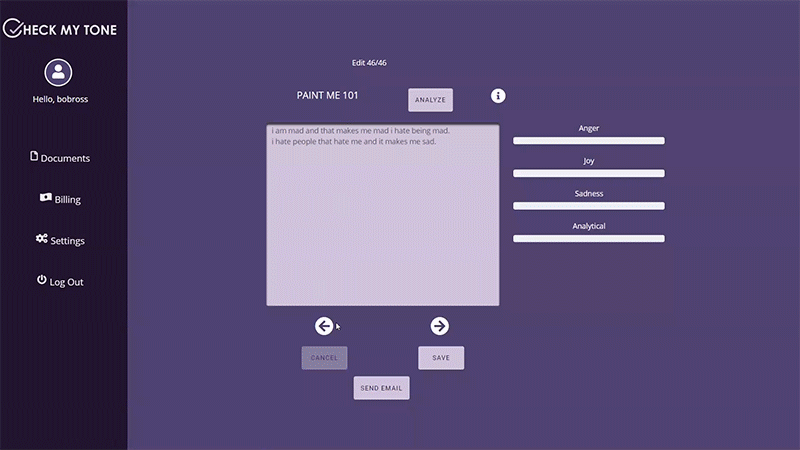 CHECK MY TONE
Hello, bobross
Documents
Billing
Settings
Log Out
Edit 46/46
PAINT ME 101
ANALYZE
i am mad and that makes me mad i hate being mad.
i hate people that hate me and it makes me sad.
CANCEL
SAVE
SEND EMAIL
Anger
Joy
Sadness
Analytical